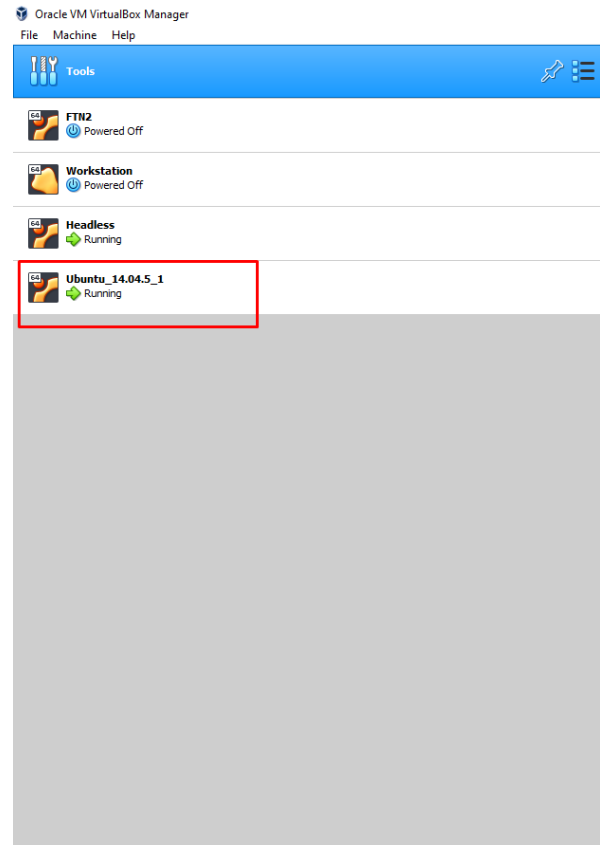 Oracle VM VirtualBox Manager
File Machine Help
Tools
64
FTN2
Powered Off
64
Workstation
Powered Off
64
Headless
Running
64
Ubuntu_14.04.5_1
Running